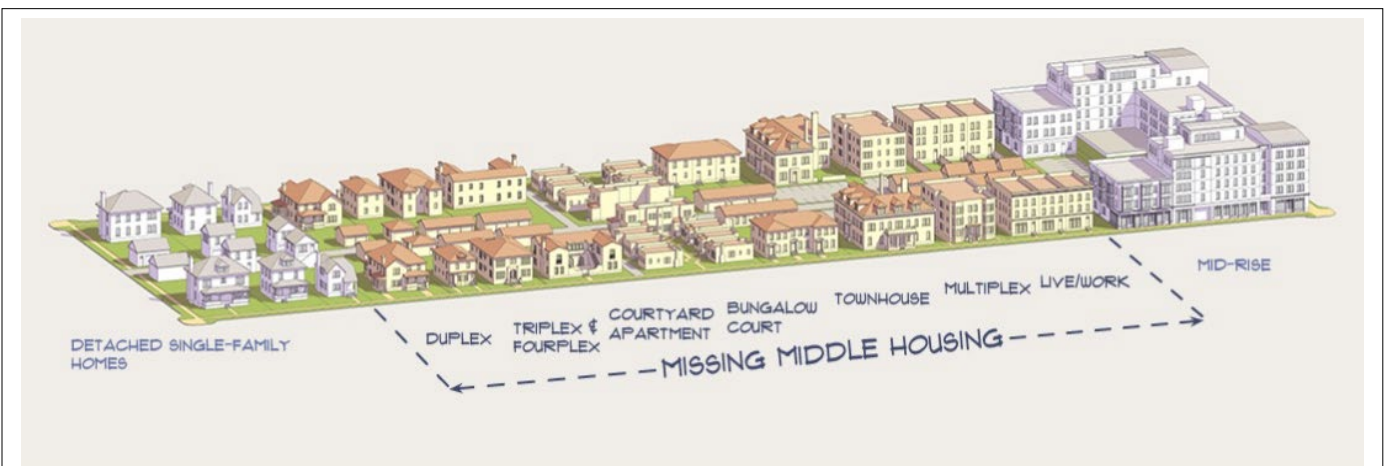 DETACHED SINGLE-FAMILY
HOMES
DUPLEX
TRIPLEX &
FOURPLEX
COURTYARD
APARTMENT
BUNGALOW
COURT
TOWNHOUSE
MULTIPLEX
LIVE/WORK
MID-RISE
MISSING MIDDLE HOUSING